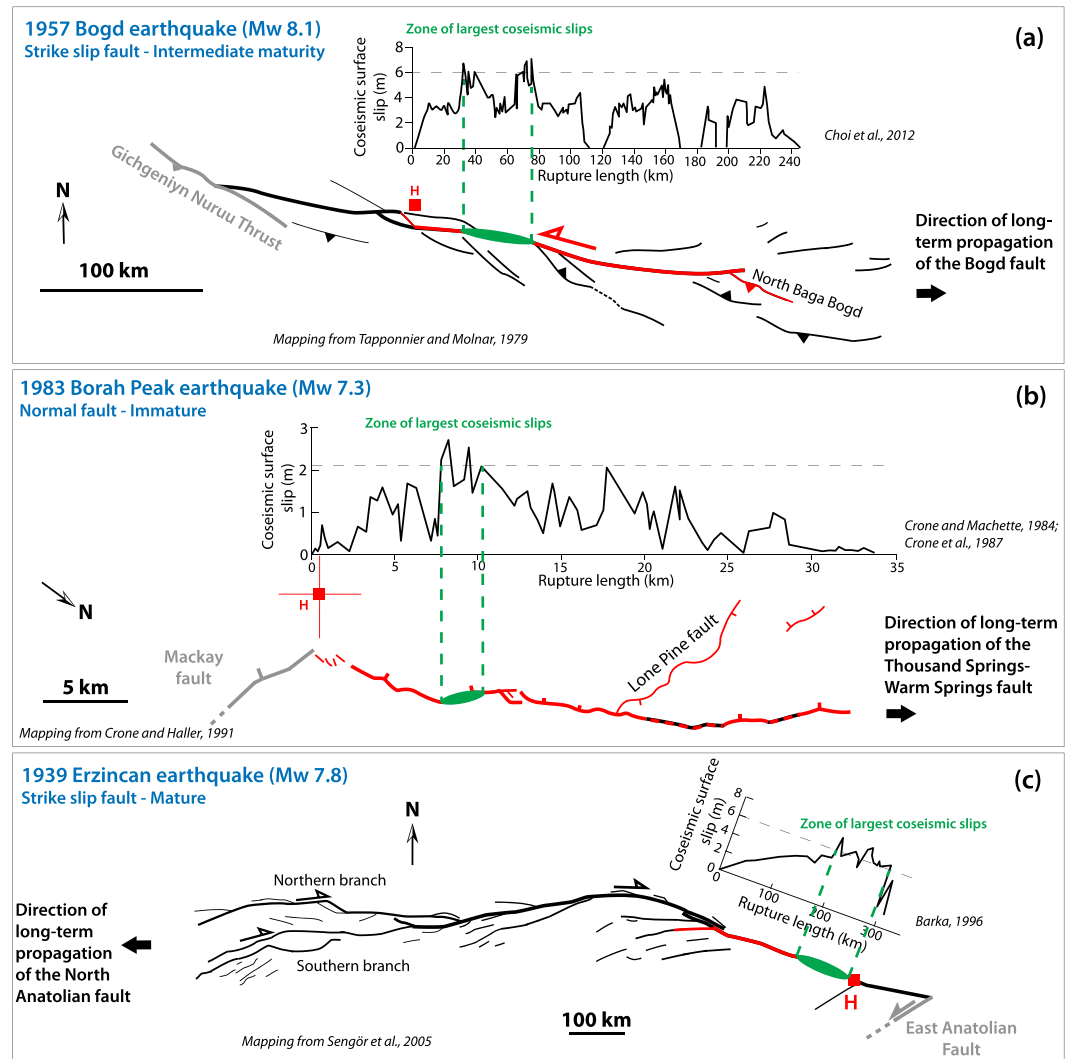 1957 Bogd earthquake (Mw 8.1)
Strike slip fault - Intermediate maturity
Zone of largest coseismic slips
(a)
Coseismic surface
slip (m)
8
6
4
2
0
0 20 40 60 80 100 120 140 160 180 200 220 240
Rupture length (km)
Choi et al., 2012
Gichgeniyn Nuruu Thrust
N
H
100 km
North Baga Bogd
Direction of long-
term propagation
of the Bogd fault
Mapping from Tapponnier and Molnar, 1979
1983 Borah Peak earthquake (Mw 7.3)
Normal fault - Immature
(b)
Zone of largest coseismic slips
Coseismic surface
slip (m)
3
2
1
0
0 5 10 15 20 25 30 35
Rupture length (km)
Crone and Machette, 1984;
Crone et al., 1987
N
H
Mackay
fault
5 km
Lone Pine fault
Direction of long-term
propagation of the
Thousand Springs-
Warm Springs fault
Mapping from Crone and Haller, 1991
1939 Erzincan earthquake (Mw 7.8)
Strike slip fault - Mature
(c)
N
Coseismic surface
slip (m)
8
6
4
2
0
0 100 200 300
Rupture length (km)
Zone of largest coseismic slips
Barka, 1996
Northern branch
Southern branch
Direction of
long-term
propagation
of the North
Anatolian fault
H
100 km
East Anatolian
Fault
Mapping from Sengör et al., 2005